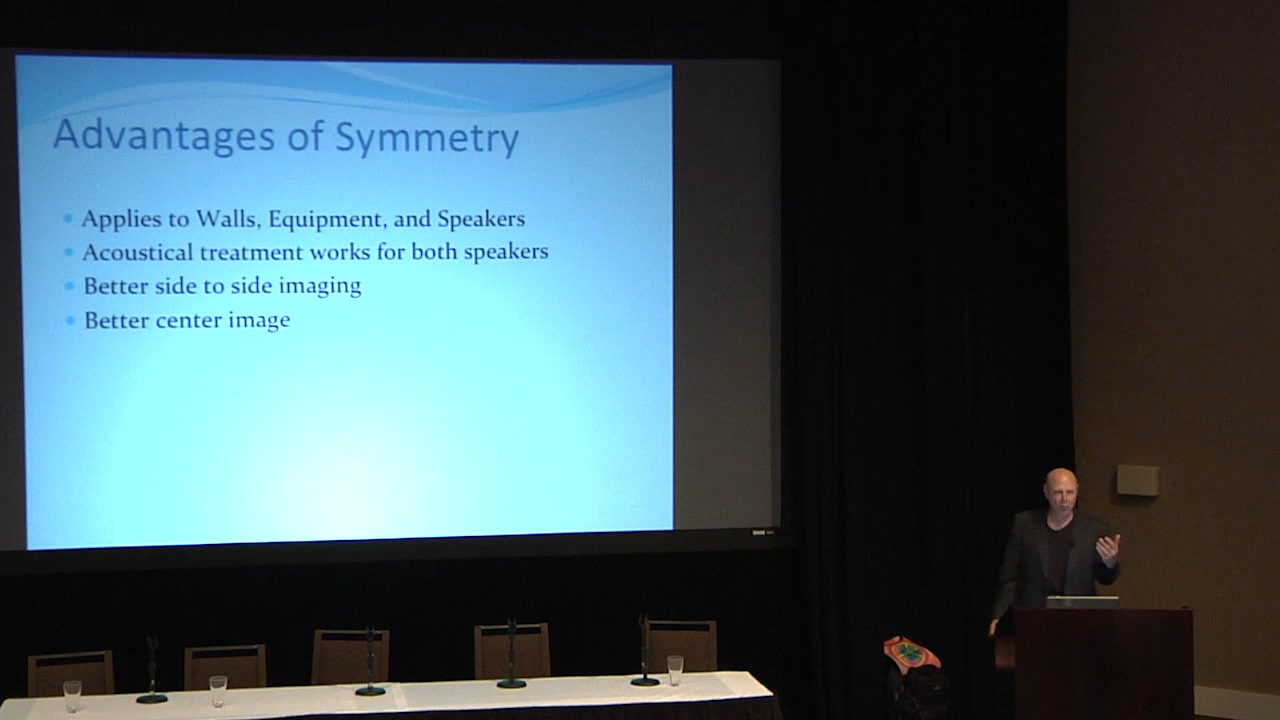 Advantages of Symmetry
Applies to Walls, Equipment, and Speakers
Acoustical treatment works for both speakers
Better side to side imaging
Better center image